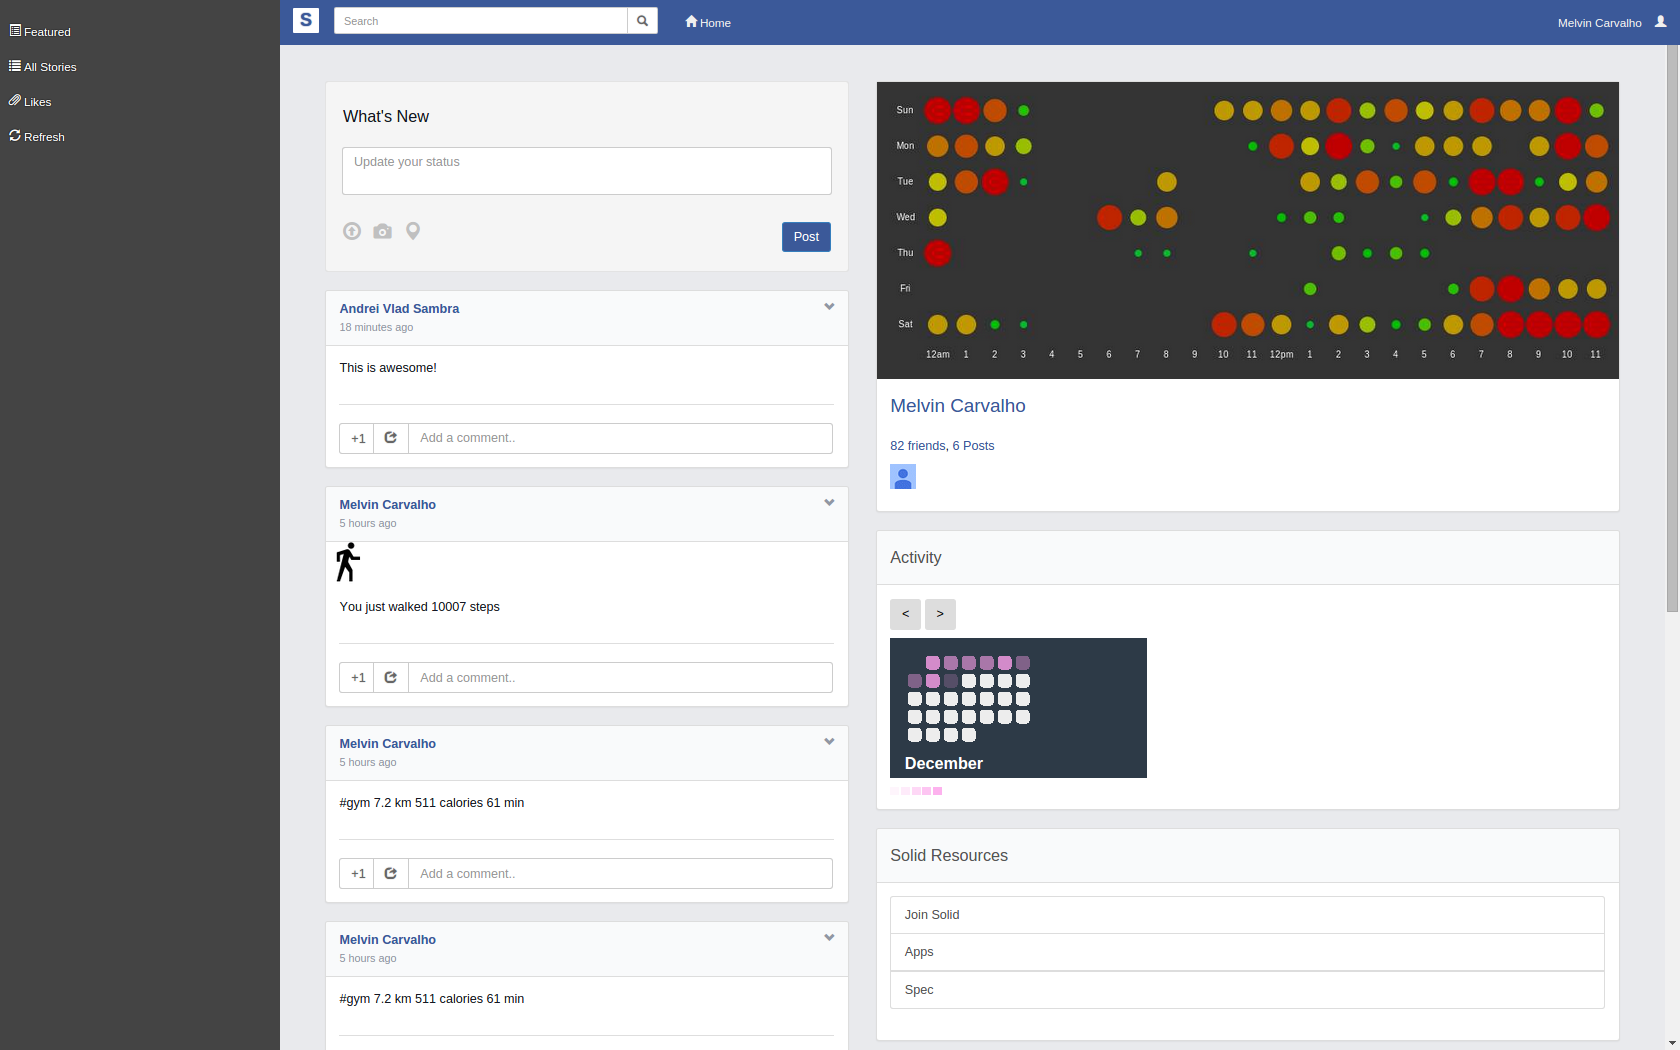 Featured
All Stories
Likes
Refresh
S
Search
Home
Melvin Carvalho
What's New
Update your status
Post
Andrei Vlad Sambra
18 minutes ago
This is awesome!
+1
Add a comment..
Melvin Carvalho
5 hours ago
You just walked 10007 steps
+1
Add a comment..
Melvin Carvalho
5 hours ago
#gym 7.2 km 511 calories 61 min
+1
Add a comment..
Melvin Carvalho
5 hours ago
#gym 7.2 km 511 calories 61 min
Sun
Mon
Tue
Wed
Thu
Fri
Sat
12am 1 2 3 4 5 6 7 8 9 10 11 12pm 1 2 3 4 5 6 7 8 9 10 11
Melvin Carvalho
82 friends, 6 Posts
Activity
< >
December
Solid Resources
Join Solid
Apps
Spec